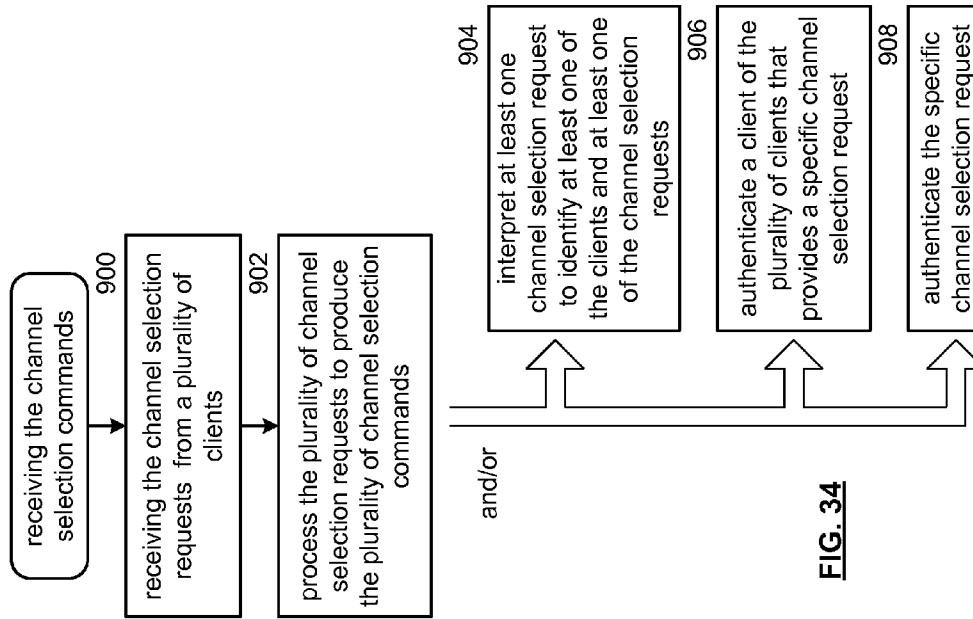 receiving the channel
selection commands
900
receiving the channel selection
requests from a plurality of
clients
902
process the plurality of channel
selection requests to produce
the plurality of channel selection
commands
and/or
904
interpret at least one
channel selection request
to identify at least one of
the clients and at least one
of the channel selection
requests
906
authenticate a client of the
plurality of clients that
provides a specific channel
selection request
908
authenticate the specific
channel selection request
FIG. 34